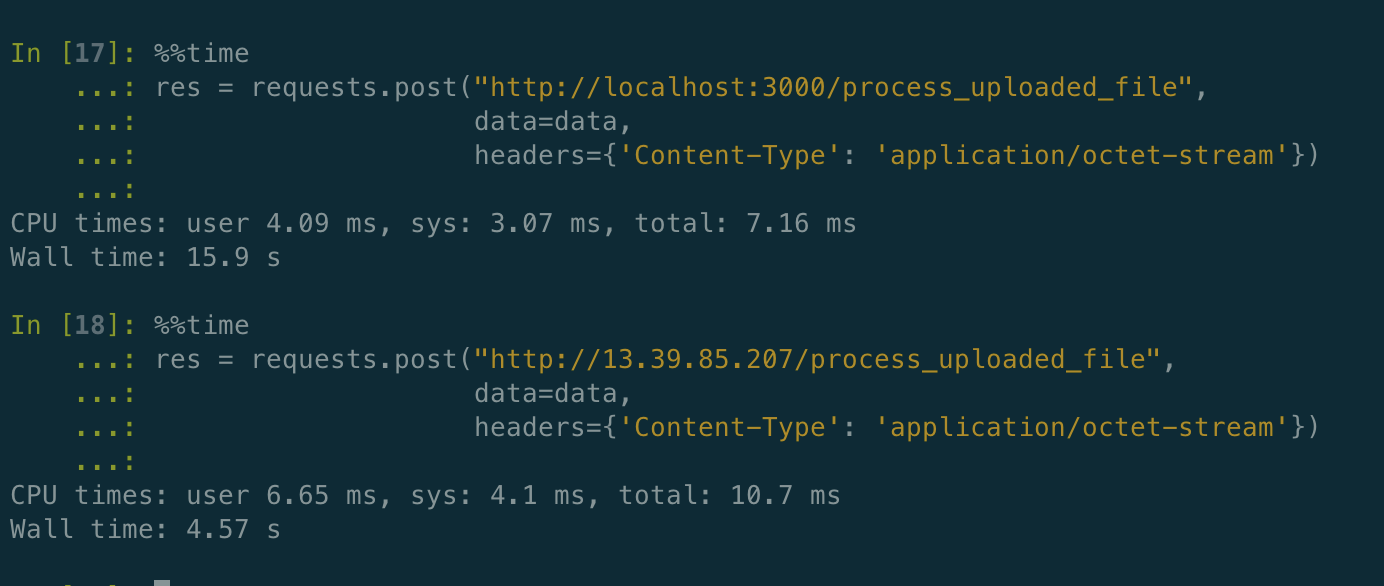 In [17]: %%time
    ...: res = requests.post("http://localhost:3000/process_uploaded_file",
    ...:                     data=data,
    ...:                     headers={'Content-Type': 'application/octet-stream'})
    ...:
CPU times: user 4.09 ms, sys: 3.07 ms, total: 7.16 ms
Wall time: 15.9 s
In [18]: %%time
    ...: res = requests.post("http://13.39.85.207/process_uploaded_file",
    ...:                     data=data,
    ...:                     headers={'Content-Type': 'application/octet-stream'})
    ...:
CPU times: user 6.65 ms, sys: 4.1 ms, total: 10.7 ms
Wall time: 4.57 s